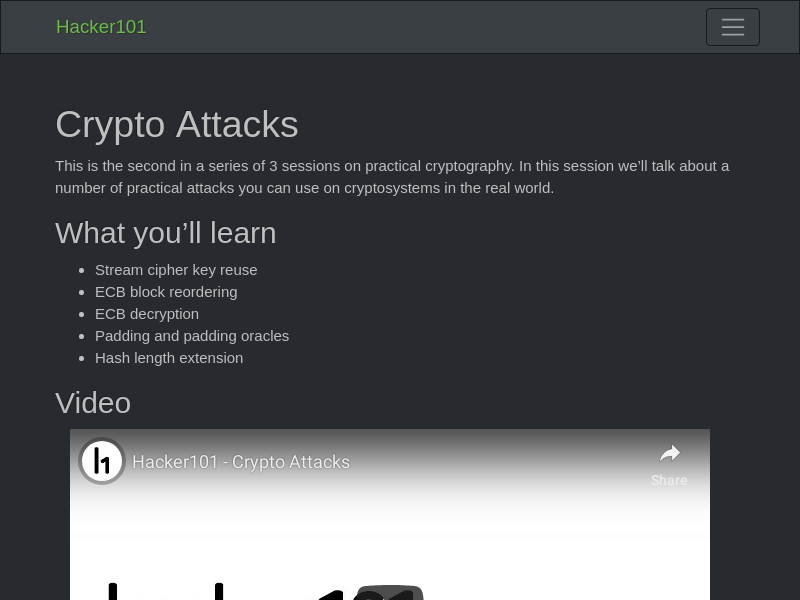 Hacker101
Crypto Attacks
This is the second in a series of 3 sessions on practical cryptography. In this session we’ll talk about a
number of practical attacks you can use on cryptosystems in the real world.
What you’ll learn
Stream cipher key reuse
ECB block reordering
ECB decryption
Padding and padding oracles
Hash length extension
Video
h1
Hacker101 - Crypto Attacks
Share